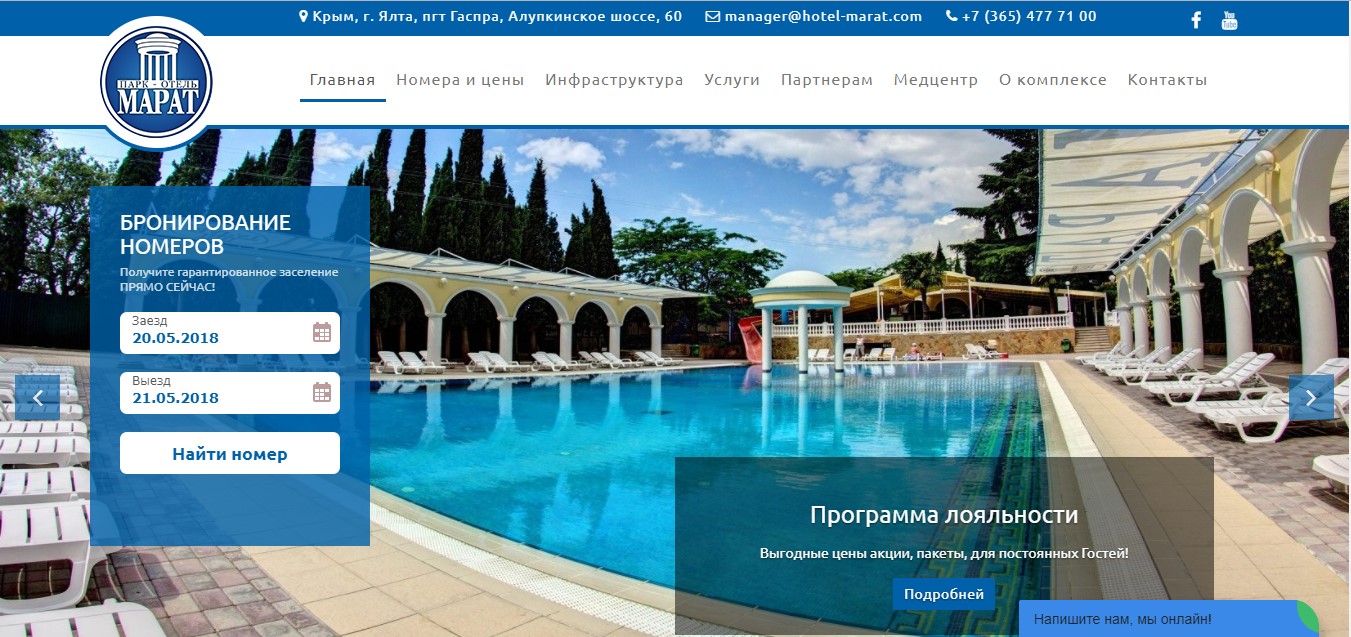 Крым, г. Ялта, пгт Гаспра, Алупкинское шоссе, 60 manager@hotel-marat.com +7 (365) 477 71 00
You Tube
ПАРК - ОТЕЛЬ
МАРАТ
Главная Номера и цены Инфраструктура Услуги Партнерам Медцентр О комплексе Контакты
БРОНИРОВАНИЕ
НОМЕРОВ
Получите гарантированное заселение
ПРЯМО СЕЙЧАС!
Заезд
20.05.2018
Выезд
21.05.2018
Найти номер
Программа лояльности
Выгодные цены акции, пакеты, для постоянных Гостей!
Подробней
Напишите нам, мы онлайн!